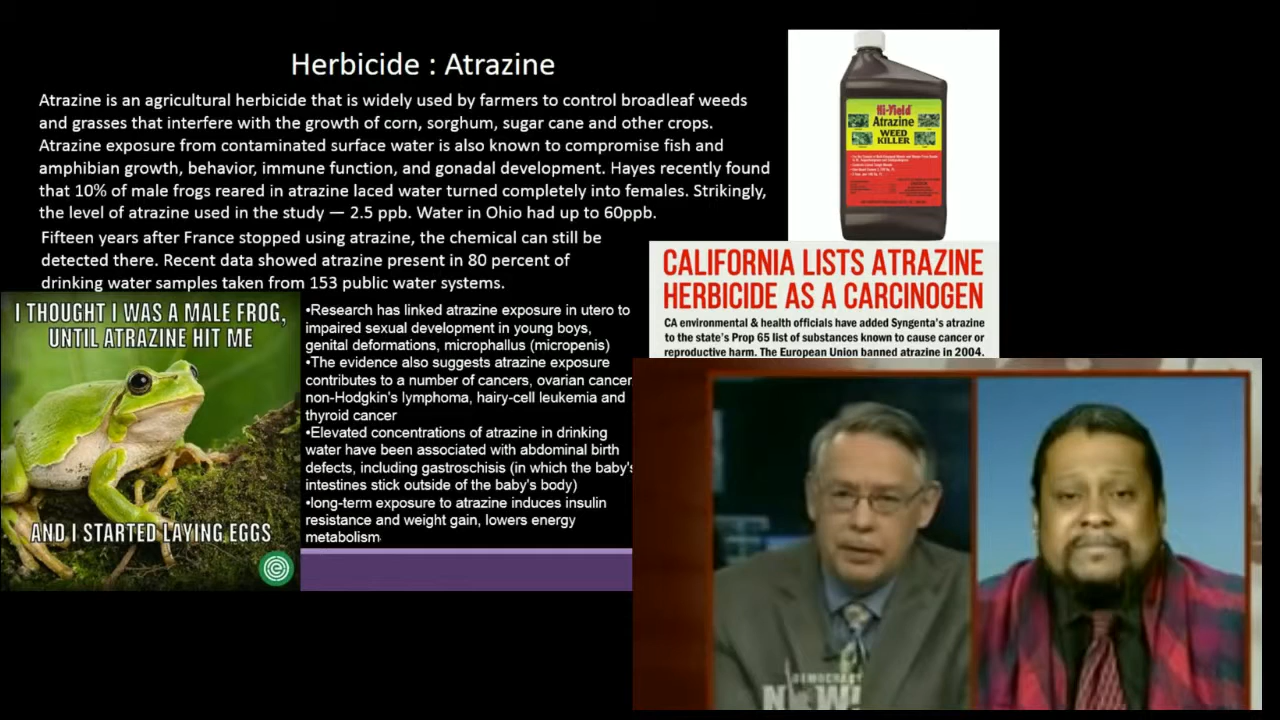 Herbicide : Atrazine
Atrazine is an agricultural herbicide that is widely used by farmers to control broadleaf weeds
and grasses that interfere with the growth of corn, sorghum, sugar cane and other crops.
Atrazine exposure via contaminated surface water is also known to compromise fish and
amphibian growth, behavior, immune function, and gonadal development. Hayes recently found
that 10% of male frogs raised in atrazine laced water turned completely into females. Strikingly,
the level of atrazine used in the study — 2.5 ppb. Water in Ohio had up to 60ppb.
Fifteen years after France stopped using atrazine, the chemical can still be
detected there. Recent data showed atrazine present in 80 percent of
drinking water samples taken from 153 public water systems.
Hi-Yield
Atrazine
WEED
KILLER
CALIFORNIA LISTS ATRAZINE
HERBICIDE AS A CARCINOGEN
CA environmental & health officials have added Syngenta's atrazine
to the state's Prop 65 list of substances known to cause cancer or
reproductive harm. The European Union banned atrazine in 2004.
I THOUGHT I WAS A MALE FROG,
UNTIL ATRAZINE HIT ME
AND I STARTED LAYING EGGS
•Research has linked atrazine exposure in utero to
impaired sexual development in young boys,
genital deformations, microphallus (micropenis)
•The evidence also suggests atrazine exposure
contributes to a number of cancers, ovarian cancer,
non-Hodgkin's lymphoma, hairy-cell leukemia and
thyroid cancer
•Elevated concentrations of atrazine in drinking
water have been associated with abdominal birth
defects, including gastroschisis (in which the baby's
intestines stick outside of the baby's body)
•long-term exposure to atrazine induces insulin
resistance and weight gain, lowers energy
metabolism
DEMOCRACY
NOW!